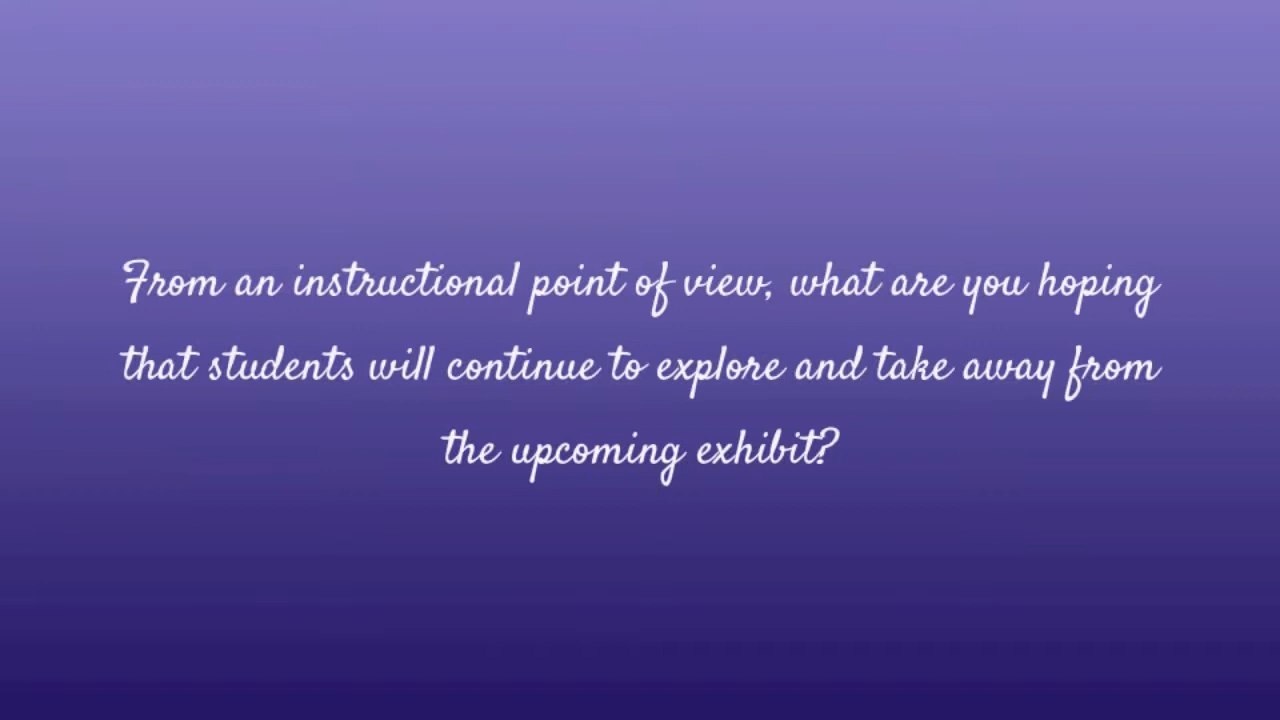 From an instructional point of view, what are you hoping
that students will continue to explore and take away from
the upcoming exhibit?